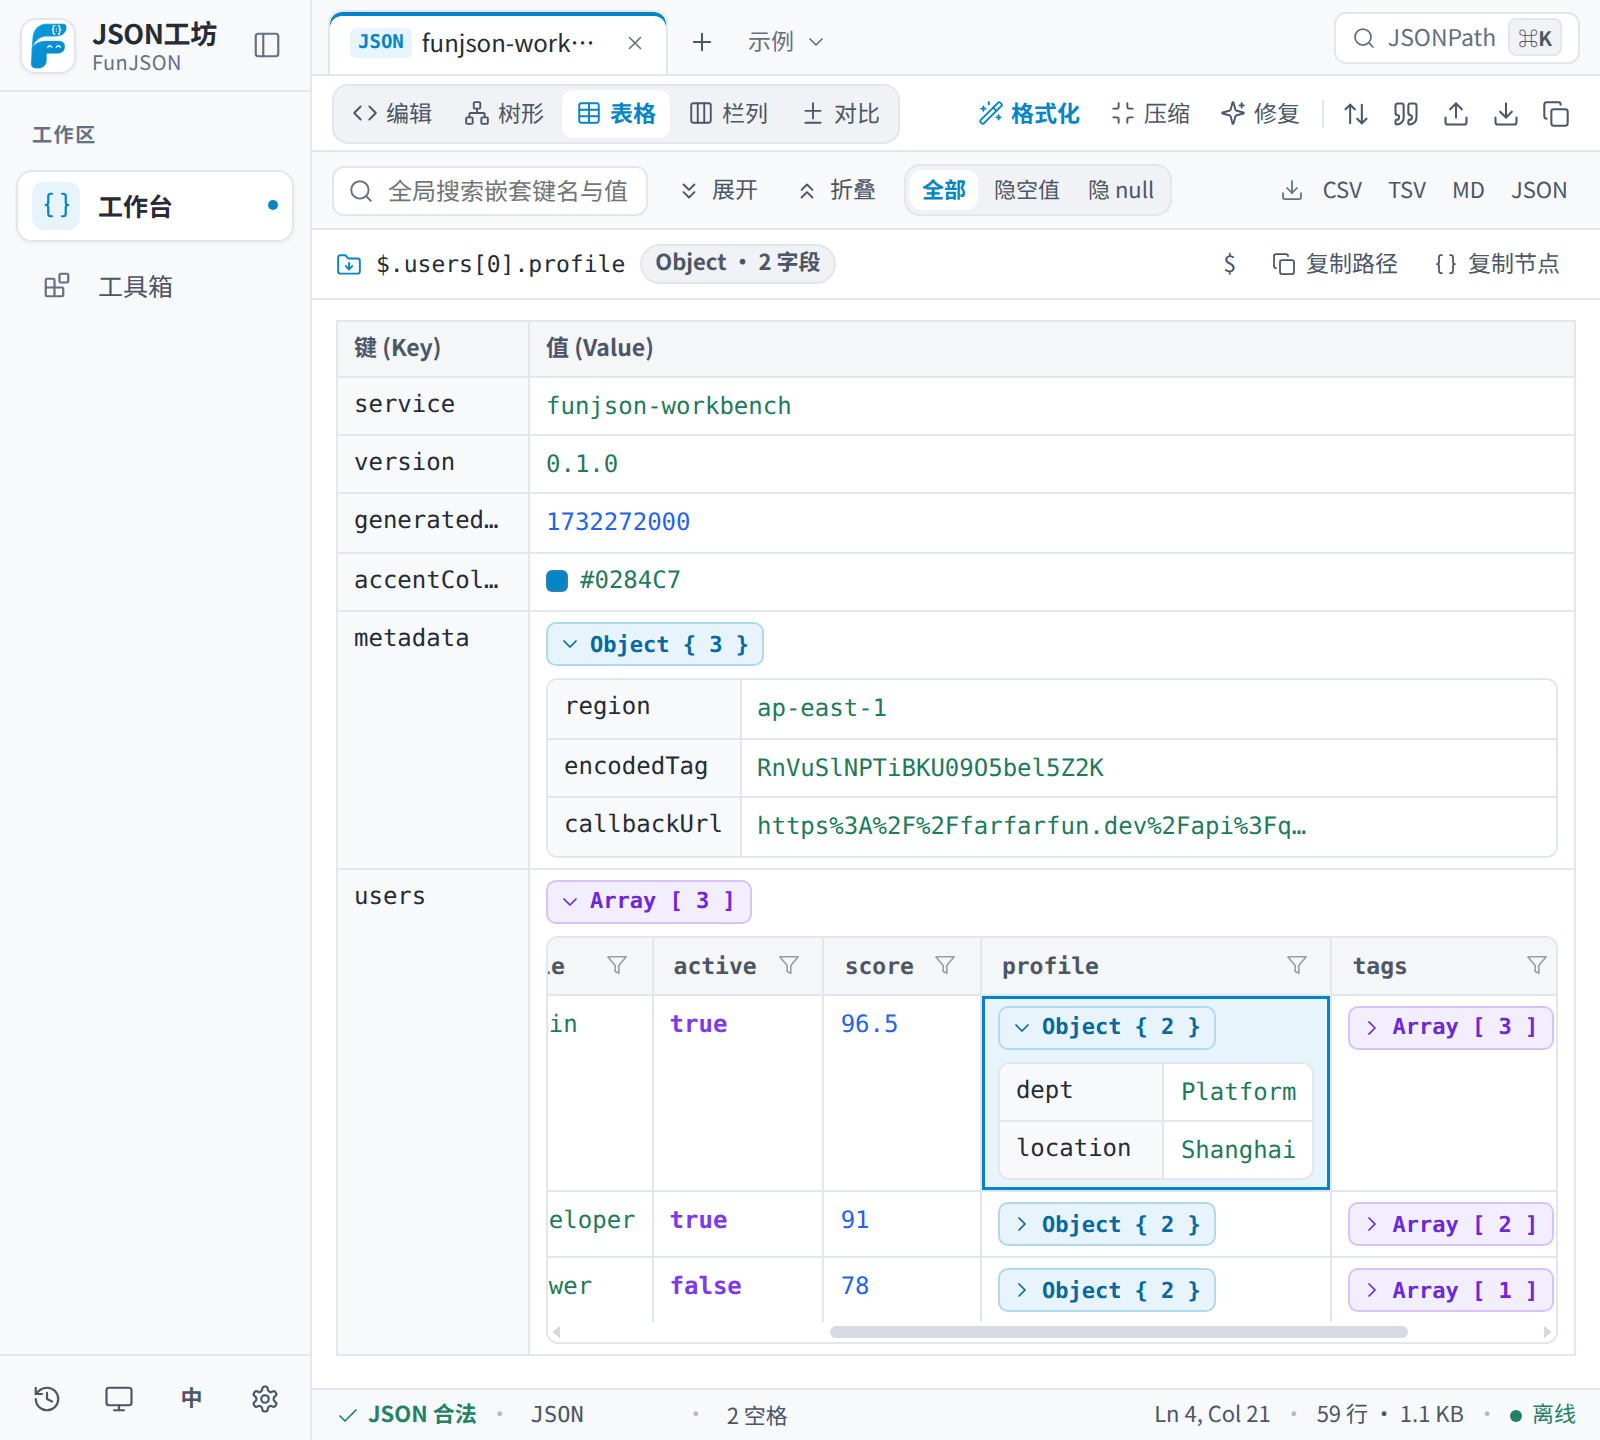 JSON工坊
FunJSON
工作区
工作台
工具箱
中
JSON funjson-work… 示例 JSONPath ⌘K
编辑 树形 表格 栏列 对比 格式化 压缩 修复
全局搜索嵌套键名与值 展开 折叠 全部 隐空值 隐 null CSV TSV MD JSON
$.users[0].profile Object • 2 字段 $ 复制路径 复制节点
键 (Key) 值 (Value)
service funjson-workbench
version 0.1.0
generated… 1732272000
accentCol… #0284C7
metadata Object { 3 }
region ap-east-1
encodedTag RnVuSlNPTiBKU09O5bel5Z2K
callbackUrl https%3A%2F%2Ffarfarfun.dev%2Fapi%3Fq…
users Array [ 3 ]
le active score profile tags
in true 96.5 Object { 2 } Array [ 3 ]
dept Platform
location Shanghai
eloper true 91 Object { 2 } Array [ 2 ]
wer false 78 Object { 2 } Array [ 1 ]
JSON 合法 • JSON • 2 空格 Ln 4, Col 21 • 59 行 • 1.1 KB • 离线